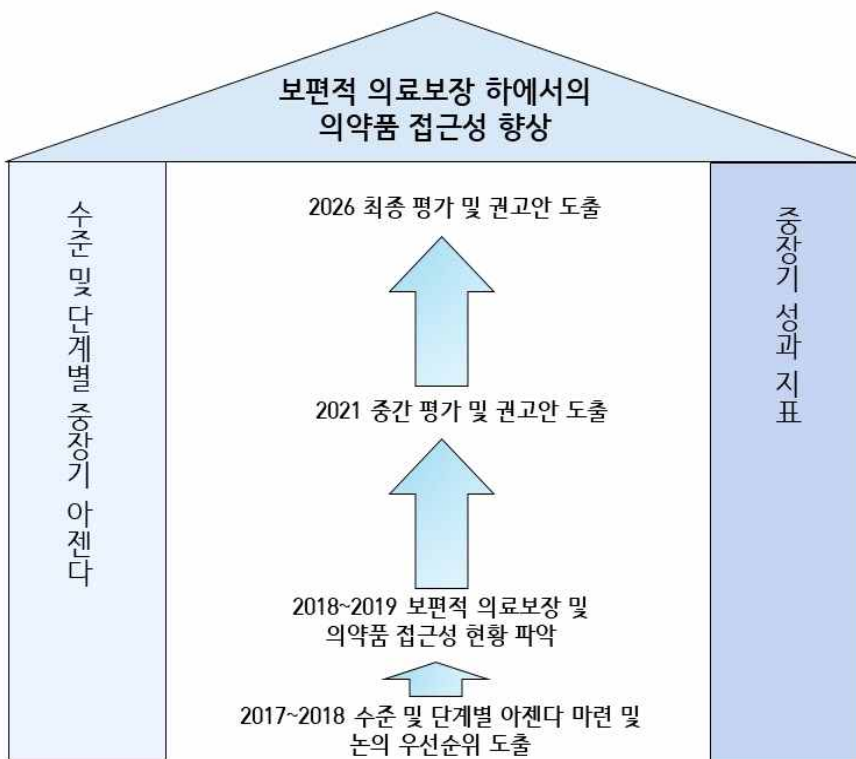 보편적 의료보장 하에서의
의약품 접근성 향상
수준 및 단계별 중장기 아젠다
2026 최종 평가 및 권고안 도출
2021 중간 평가 및 권고안 도출
2018~2019 보편적 의료보장 및
의약품 접근성 현황 파악
2017~2018 수준 및 단계별 아젠다 마련 및
논의 우선순위 도출
중장기 성과 지표